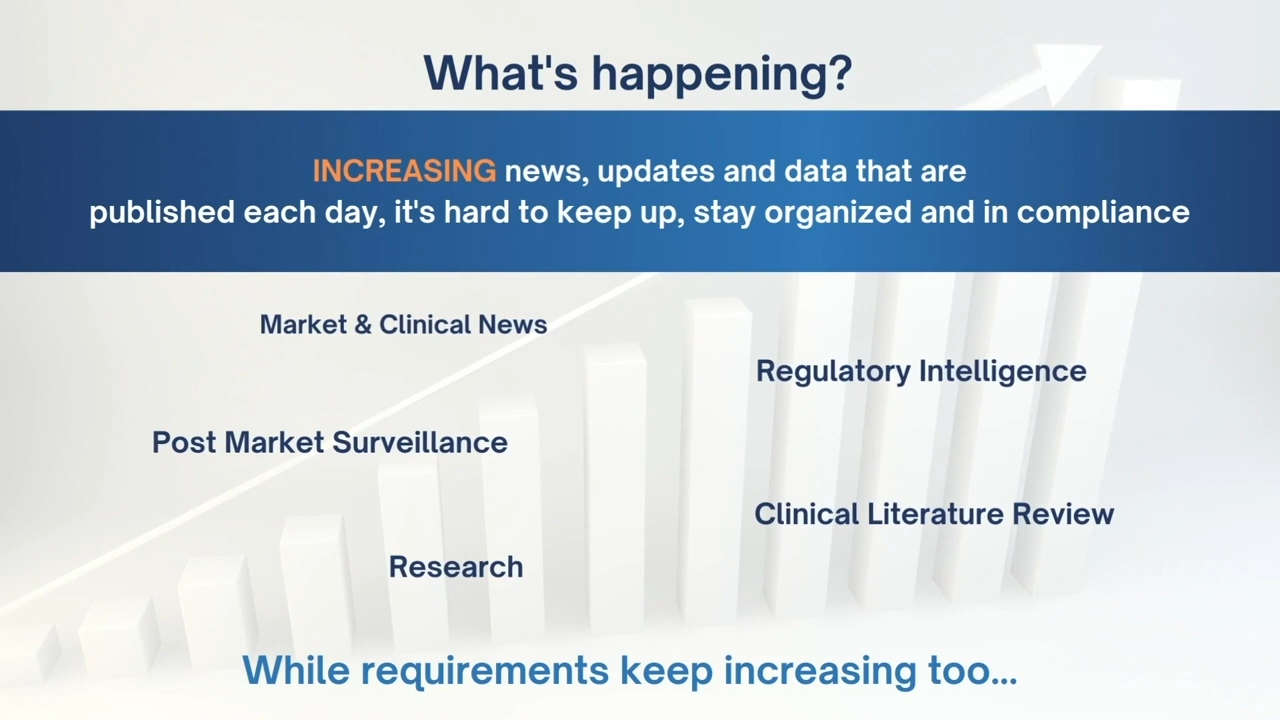 What's happening?
INCREASING news, updates and data that are
published each day, it's hard to keep up, stay organized and in compliance
Market & Clinical News
Regulatory Intelligence
Post Market Surveillance
Clinical Literature Review
Research
While requirements keep increasing too...